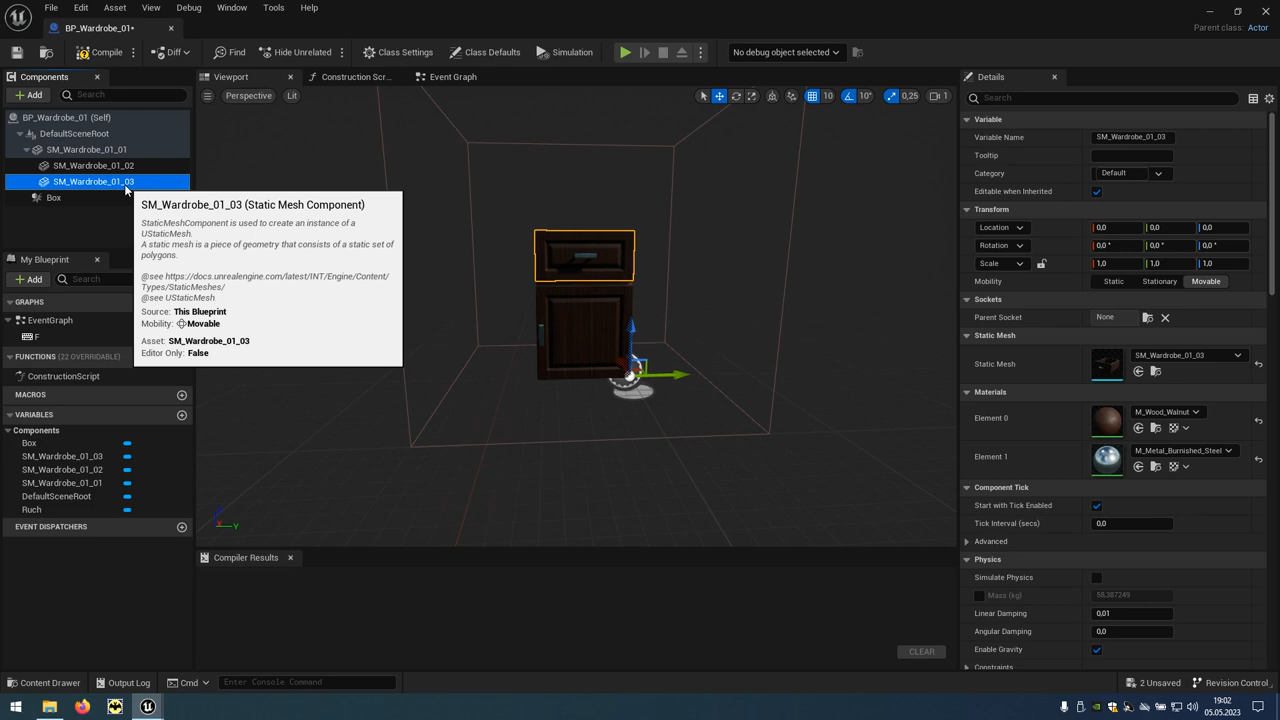 File Edit Asset View Debug Window Tools Help
BP_Wardrobe_01•
Parent class: Actor
Compile Diff Find Hide Unrelated Class Settings Class Defaults Simulation No debug object selected
Components
Add Search
BP_Wardrobe_01 (Self)
DefaultSceneRoot
SM_Wardrobe_01_01
SM_Wardrobe_01_02
SM_Wardrobe_01_03
Box
SM_Wardrobe_01_03 (Static Mesh Component)
StaticMeshComponent is used to create an instance of a
UStaticMesh.
A static mesh is a piece of geometry that consists of a static set of
polygons.
@see https://docs.unrealengine.com/latest/INT/Engine/Content/
Types/StaticMeshes/
@see UStaticMesh
Source: This Blueprint
Mobility: Movable
Asset: SM_Wardrobe_01_03
Editor Only: False
My Blueprint
Add Search
GRAPHS
EventGraph
F
FUNCTIONS (22 OVERRIDABLE)
ConstructionScript
MACROS
VARIABLES
Components
Box
SM_Wardrobe_01_03
SM_Wardrobe_01_02
SM_Wardrobe_01_01
DefaultSceneRoot
Ruch
EVENT DISPATCHERS
Viewport Construction Scr... Event Graph
Perspective Lit 10 10° 0,25 1
Y
Compiler Results
CLEAR
Details
Search
Variable
Variable Name SM_Wardrobe_01_03
Tooltip
Category Default
Editable when Inherited
Transform
Location 0,0 0,0 0,0
Rotation 0,0 ° 0,0 ° 0,0 °
Scale 1,0 1,0 1,0
Mobility Static Stationary Movable
Sockets
Parent Socket None
Static Mesh
Static Mesh SM_Wardrobe_01_03
Materials
Element 0 M_Wood_Walnut
Element 1 M_Metal_Burnished_Steel
Component Tick
Start with Tick Enabled
Tick Interval (secs) 0,0
Advanced
Physics
Simulate Physics
Mass (kg) 58,387249
Linear Damping 0,01
Angular Damping 0,0
Enable Gravity
Constraints
Content Drawer Output Log Cmd Enter Console Command 2 Unsaved Revision Control
19:02
05.05.2023